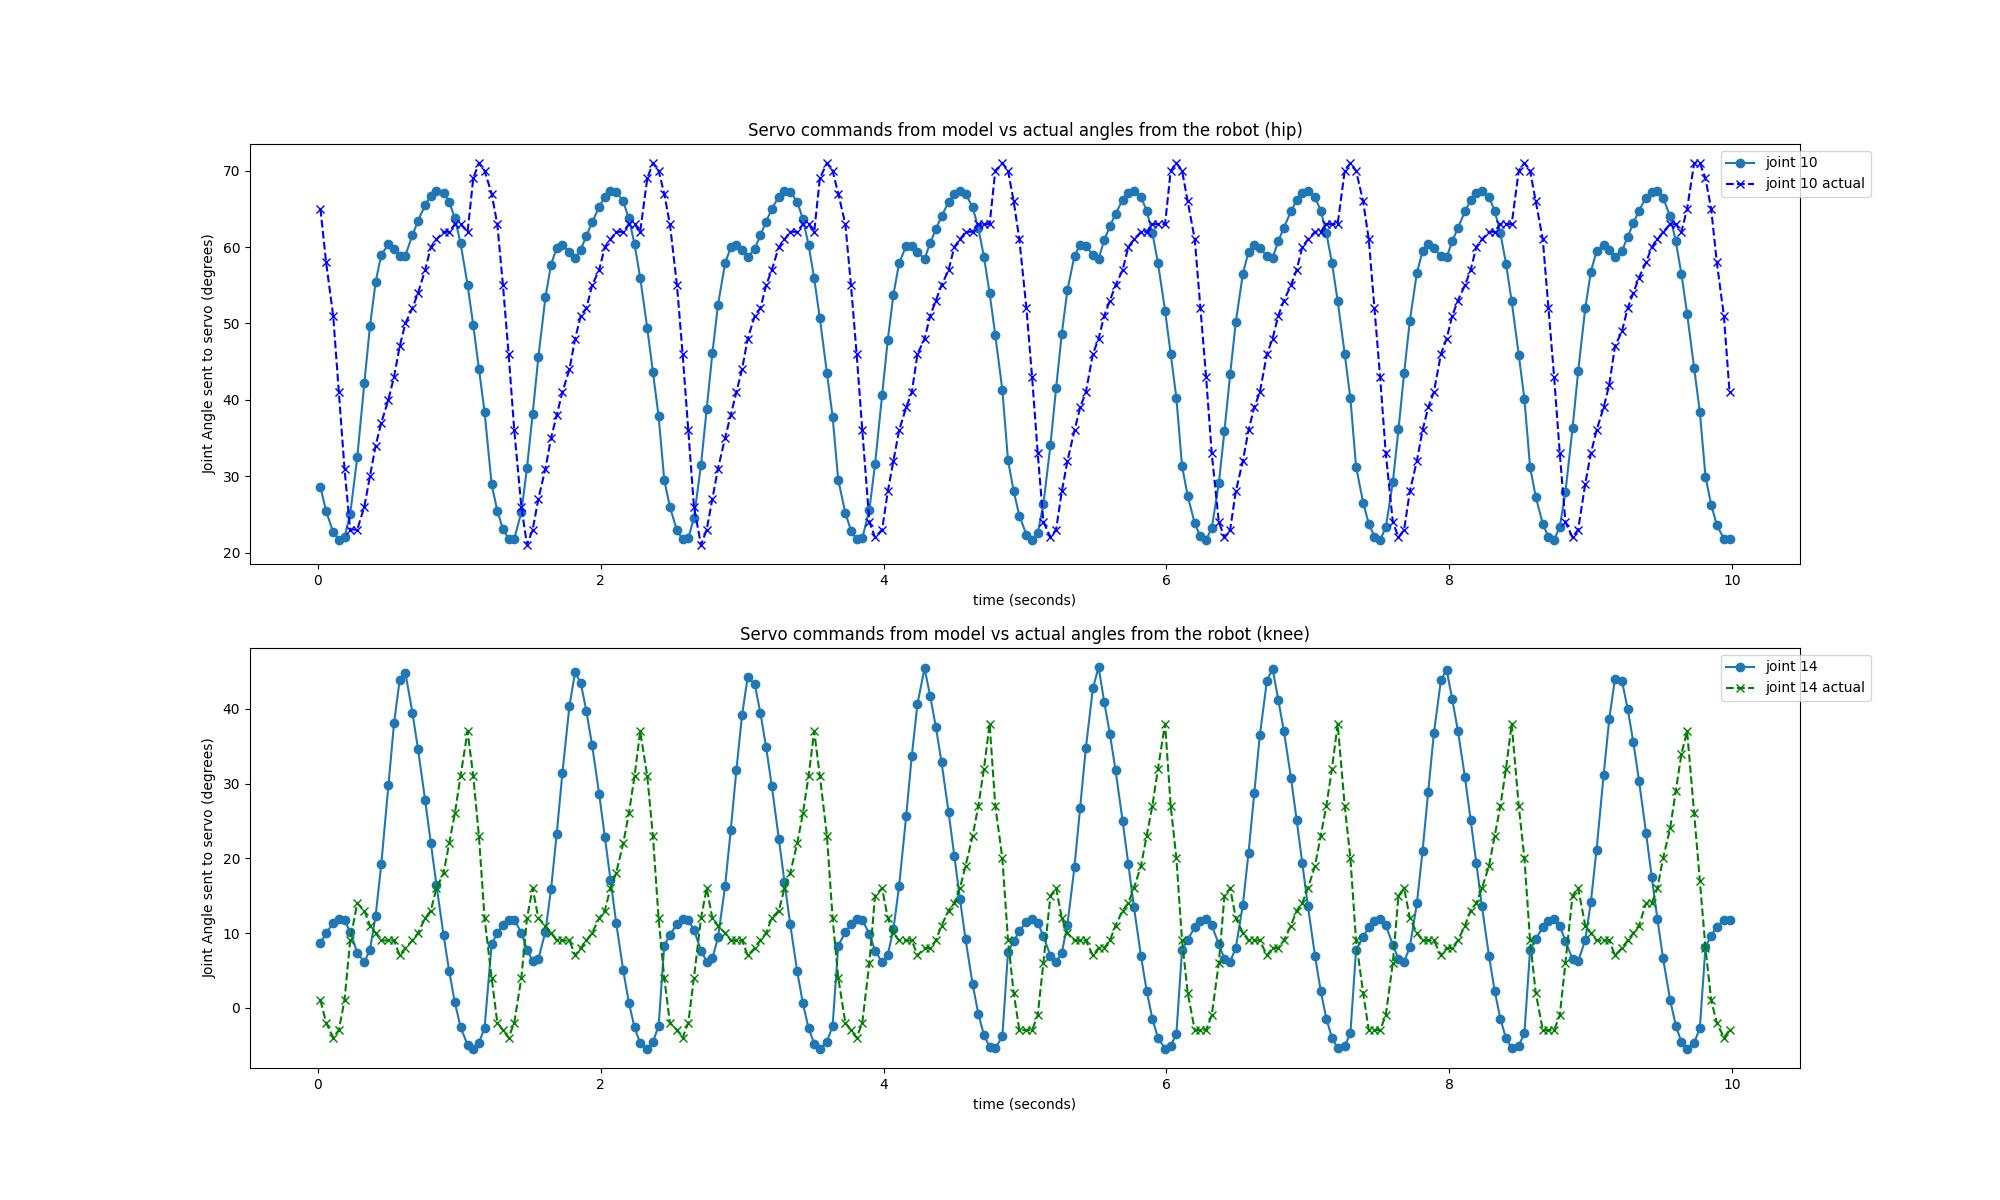 Servo commands from model vs actual angles from the robot (hip)
joint 10
joint 10 actual
Joint Angle sent to servo (degrees)
70
60
50
40
30
20
0
2
4
6
8
10
time (seconds)
Servo commands from model vs actual angles from the robot (knee)
joint 14
joint 14 actual
Joint Angle sent to servo (degrees)
40
30
20
10
0
0
2
4
6
8
10
time (seconds)